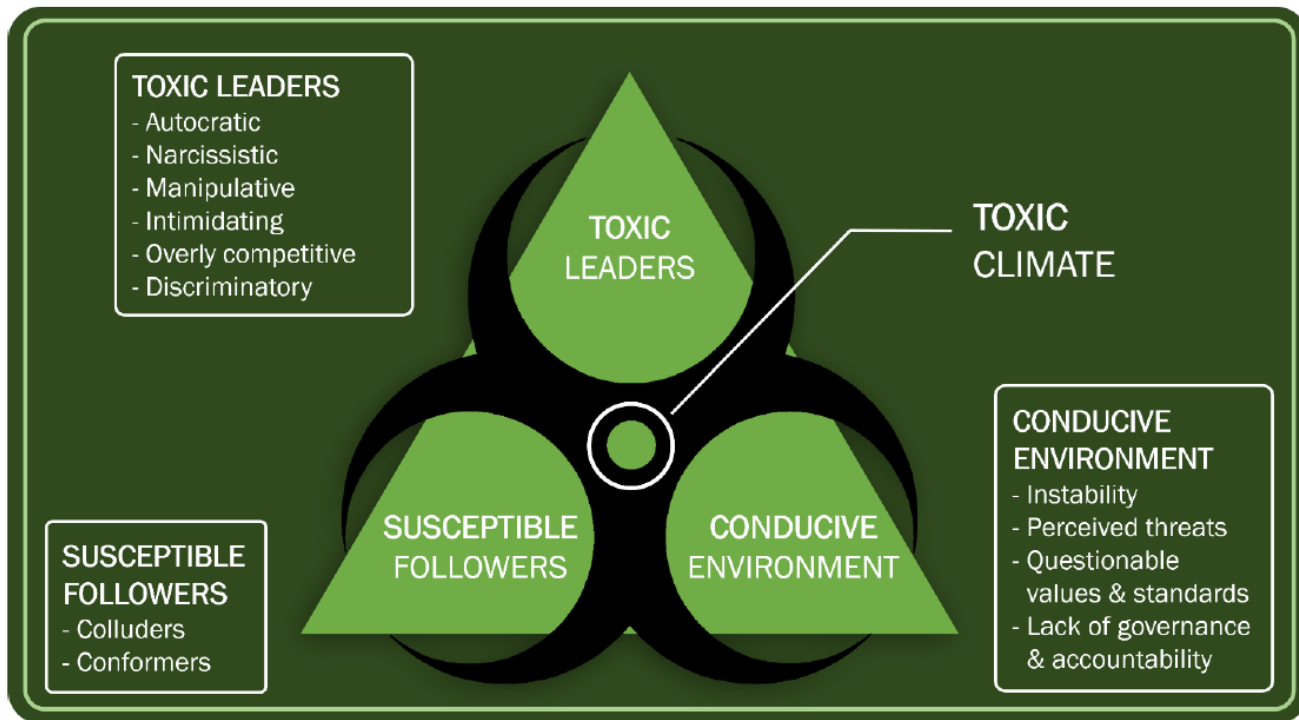 TOXIC LEADERS
- Autocratic
- Narcissistic
- Manipulative
- Intimidating
- Overly competitive
- Discriminatory
TOXIC
LEADERS
TOXIC
CLIMATE
SUSCEPTIBLE
FOLLOWERS
CONDUCIVE
ENVIRONMENT
SUSCEPTIBLE
FOLLOWERS
- Colluders
- Conformers
CONDUCIVE
ENVIRONMENT
- Instability
- Perceived threats
- Questionable
values & standards
- Lack of governance
& accountability